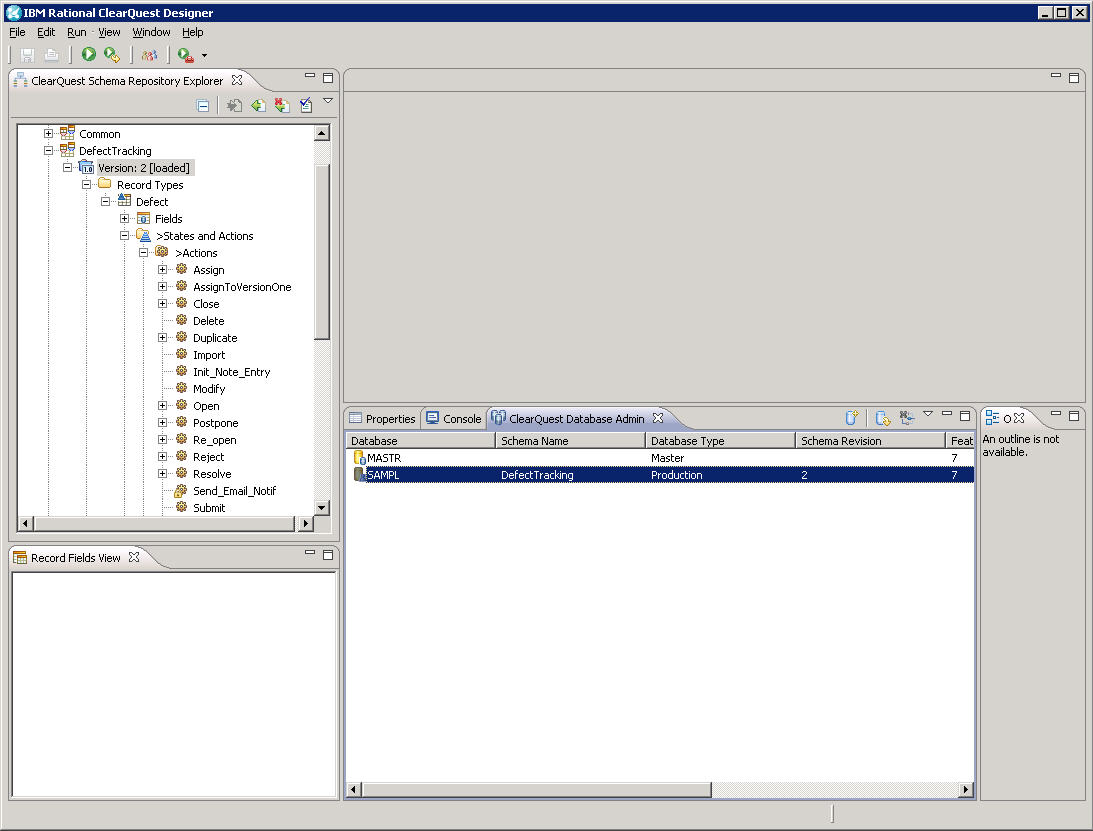 IBM Rational ClearQuest Designer
File Edit Run View Window Help
ClearQuest Schema Repository Explorer
Common
DefectTracking
Version: 2 [loaded]
1.0
Record Types
Defect
Fields
>States and Actions
>Actions
Assign
AssignToVersionOne
Close
Delete
Duplicate
Import
Init_Note_Entry
Modify
Open
Postpone
Re_open
Reject
Resolve
Send_Email_Notif
Submit
Record Fields View
Properties Console ClearQuest Database Admin
Database Schema Name Database Type Schema Revision Feat
MASTR Master 7
SAMPL DefectTracking Production 2 7
O
An outline is not
available.